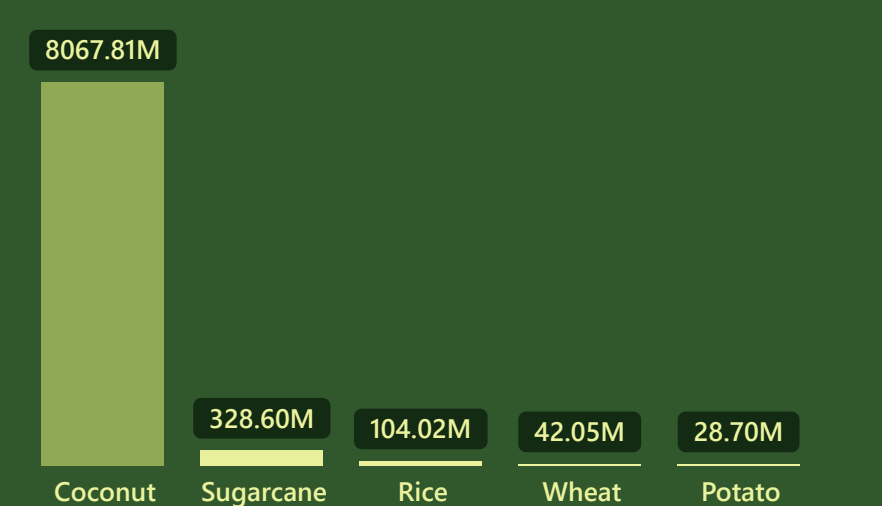 8067.81M
328.60M
104.02M
42.05M
28.70M
Coconut
Sugarcane
Rice
Wheat
Potato